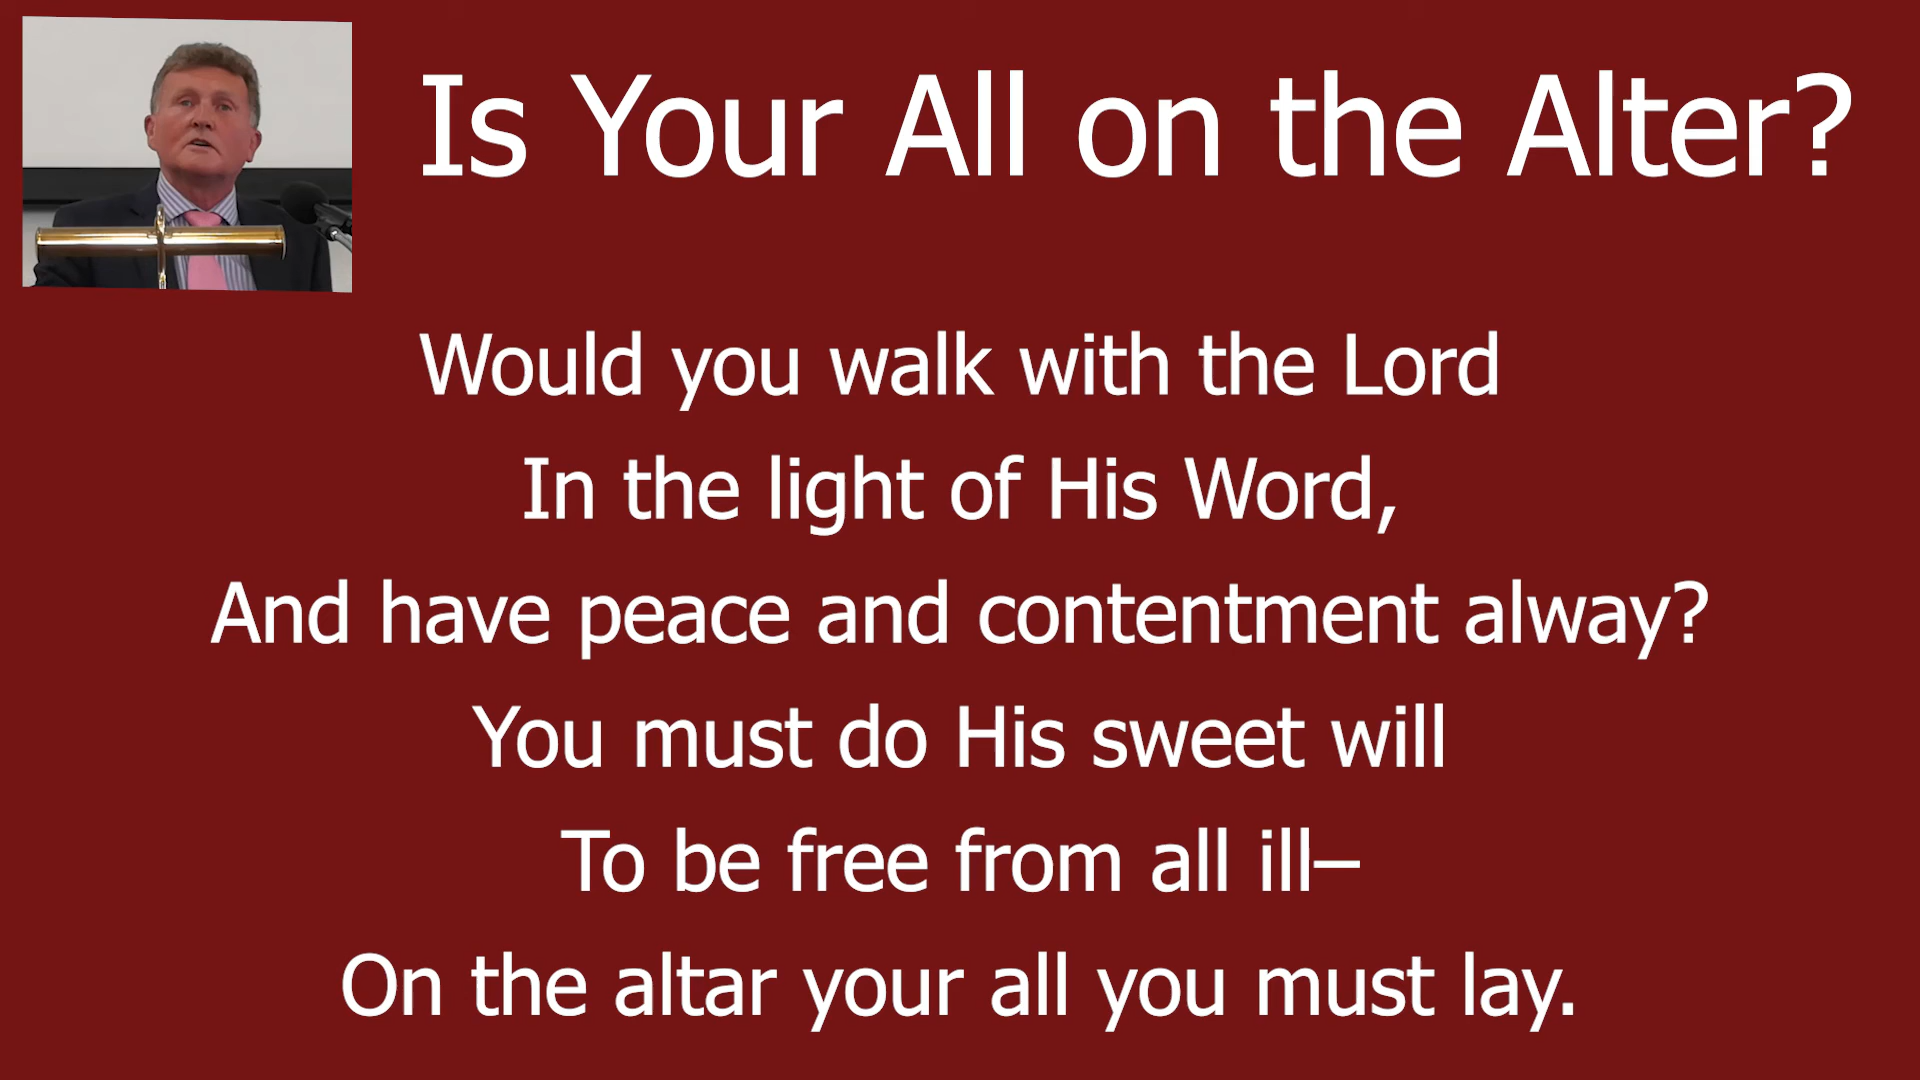 Is Your All on the Alter?
Would you walk with the Lord
In the light of His Word,
And have peace and contentment alway?
You must do His sweet will
To be free from all ill–
On the altar your all you must lay.